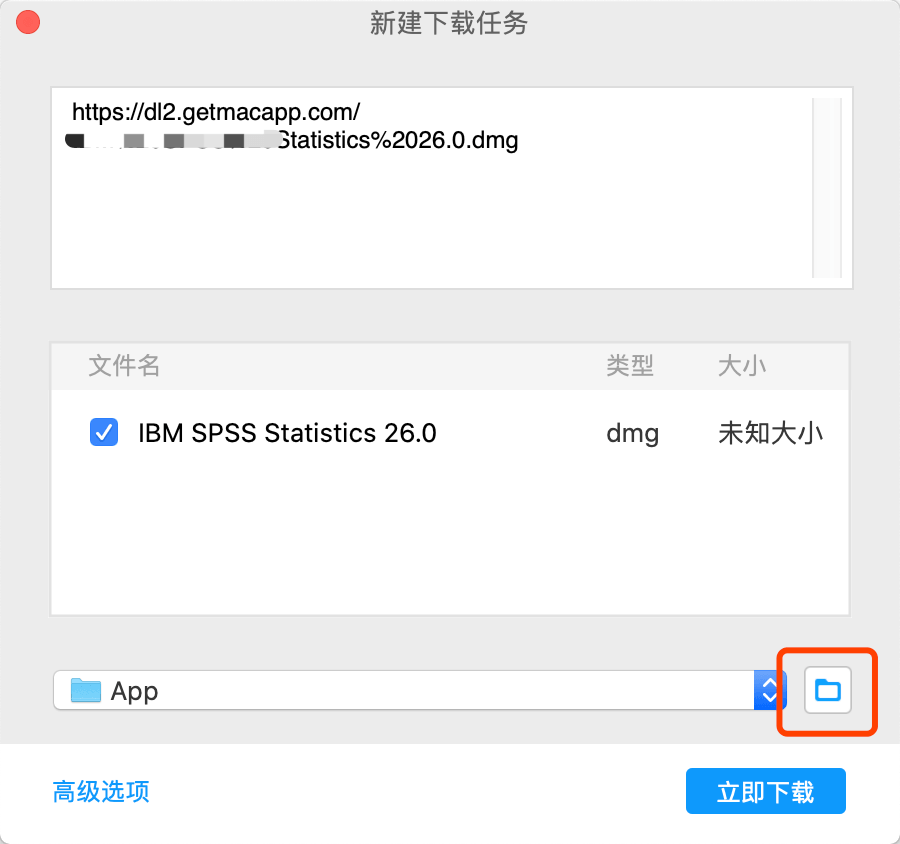 新建下载任务
https://dl2.getmacapp.com/
Statistics%2026.0.dmg
文件名 类型 大小
IBM SPSS Statistics 26.0 dmg 未知大小
App
高级选项 立即下载